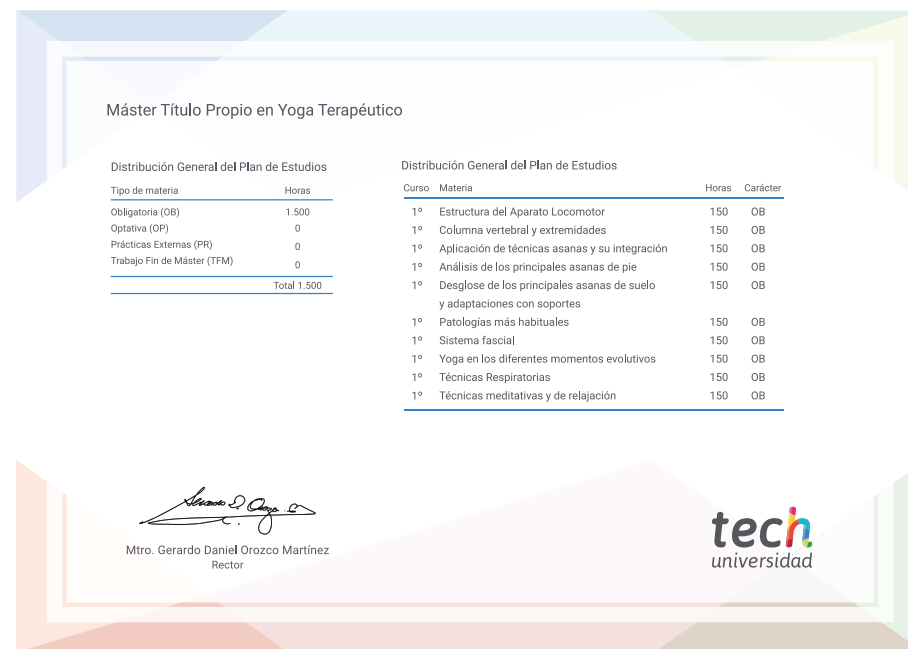 Máster Título Propio en Yoga Terapéutico
Distribución General del Plan de Estudios
Tipo de materia Horas
Obligatoria (OB) 1.500
Optativa (OP) 0
Prácticas Externas (PR) 0
Trabajo Fin de Máster (TFM) 0
Total 1.500
Distribución General del Plan de Estudios
Curso Materia Horas Carácter
1º Estructura del Aparato Locomotor 150 OB
1º Columna vertebral y extremidades 150 OB
1º Aplicación de técnicas asanas y su integración 150 OB
1º Análisis de los principales asanas de pie 150 OB
1º Desglose de los principales asanas de suelo 150 OB
y adaptaciones con soportes
1º Patologías más habituales 150 OB
1º Sistema fascial 150 OB
1º Yoga en los diferentes momentos evolutivos 150 OB
1º Técnicas Respiratorias 150 OB
1º Técnicas meditativas y de relajación 150 OB
Mtro. Gerardo Daniel Orozco Martínez
Rector
tech
universidad